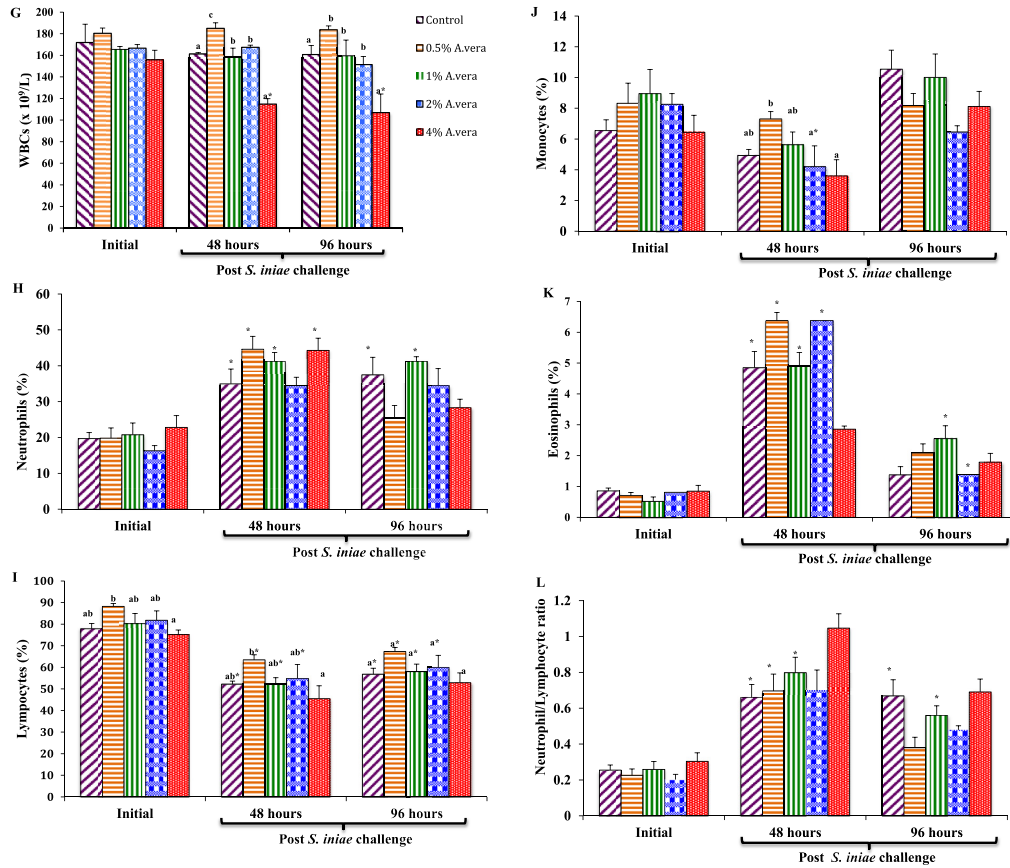 G
WBCs (x 10⁹/L)
200
180
160
140
120
100
80
60
40
20
0
a
c
a
b
a*
a
b
b
b
a*
Initial
48 hours
96 hours
Post S. iniae challenge
Control
0.5% A.vera
1% A.vera
2% A.vera
4% A.vera
H
Neutrophils (%)
60
50
40
30
20
10
0
*
*
*
*
*
*
Initial
48 hours
96 hours
Post S. iniae challenge
I
Lympocytes (%)
100
90
80
70
60
50
40
30
20
10
0
ab
b
ab
ab
a
ab*
b*
ab*
ab*
a
a*
a*
a*
a*
a
Initial
48 hours
96 hours
Post S. iniae challenge
J
Monocytes (%)
14
12
10
8
6
4
2
0
ab
b
ab
a*
a
Initial
48 hours
96 hours
Post S. iniae challenge
K
Eosinophils (%)
7
6
5
4
3
2
1
0
*
*
*
*
*
*
Initial
48 hours
96 hours
Post S. iniae challenge
L
Neutrophil/Lymphocyte ratio
1.2
1
0.8
0.6
0.4
0.2
0
*
*
*
*
*
Initial
48 hours
96 hours
Post S. iniae challenge